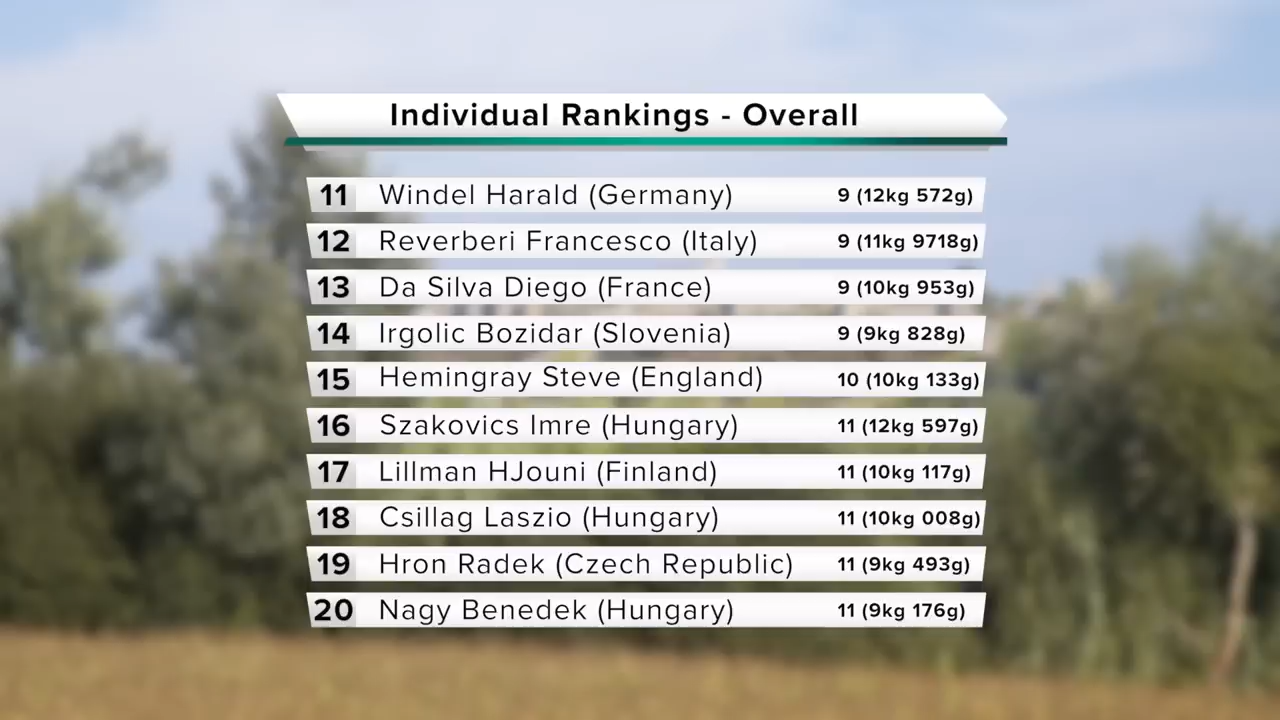 Individual Rankings - Overall
11 Windel Harald (Germany) 9 (12kg 572g)
12 Reverberi Francesco (Italy) 9 (11kg 9718g)
13 Da Silva Diego (France) 9 (10kg 953g)
14 Irgolic Bozidar (Slovenia) 9 (9kg 828g)
15 Hemingray Steve (England) 10 (10kg 133g)
16 Szakovics Imre (Hungary) 11 (12kg 597g)
17 Lillman HJouni (Finland) 11 (10kg 117g)
18 Csillag Laszio (Hungary) 11 (10kg 008g)
19 Hron Radek (Czech Republic) 11 (9kg 493g)
20 Nagy Benedek (Hungary) 11 (9kg 176g)